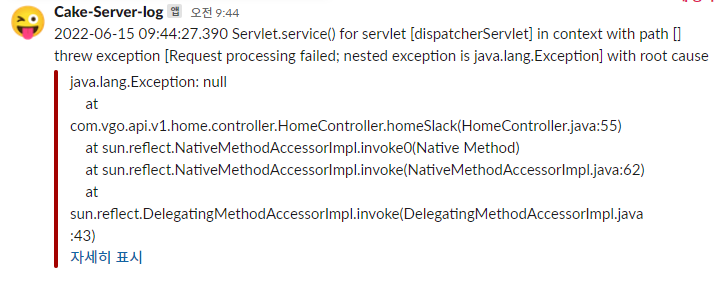 Cake-Server-log 앱 오전 9:44
2022-06-15 09:44:27.390 Servlet.service() for servlet [dispatcherServlet] in context with path []
threw exception [Request processing failed; nested exception is java.lang.Exception] with root cause
java.lang.Exception: null
at
com.vgo.api.v1.home.controller.HomeController.homeSlack(HomeController.java:55)
at sun.reflect.NativeMethodAccessorImpl.invoke0(Native Method)
at sun.reflect.NativeMethodAccessorImpl.invoke(NativeMethodAccessorImpl.java:62)
at
sun.reflect.DelegatingMethodAccessorImpl.invoke(DelegatingMethodAccessorImpl.java
:43)
자세히 표시